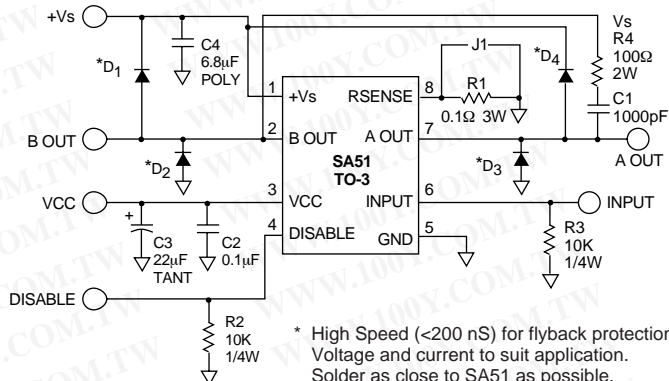 +Vs
Vs
R4
100Ω
2W
C4
6.8µF
POLY
*D1
*D4
J1
R1
0.1Ω 3W
C1
1000pF
1
+Vs
RSENSE
8
B OUT
2
B OUT
A OUT
7
A OUT
SA51
TO-3
*D2
*D3
VCC
3
VCC
INPUT
6
INPUT
4
DISABLE
GND
5
+
C3
22µF
TANT
C2
0.1µF
R3
10K
1/4W
DISABLE
R2
10K
1/4W
* High Speed (<200 nS) for flyback protection
Voltage and current to suit application.
Solder as close to SA51 as possible.
WWW.100Y.COM.TW